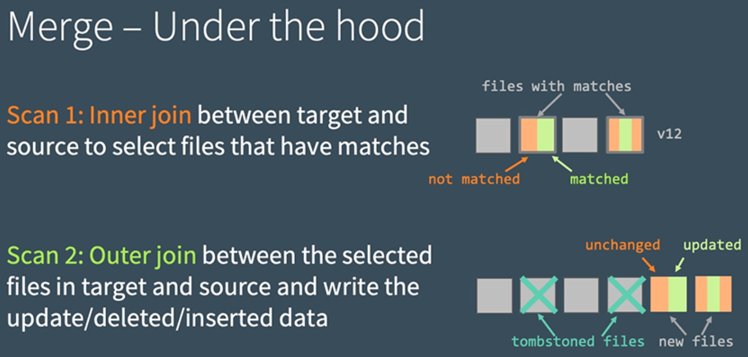 Merge – Under the hood
Scan 1: Inner join between target and
source to select files that have matches
files with matches
v12
not matched
matched
Scan 2: Outer join between the selected
files in target and source and write the
update/deleted/inserted data
unchanged
updated
tombstoned files
new files